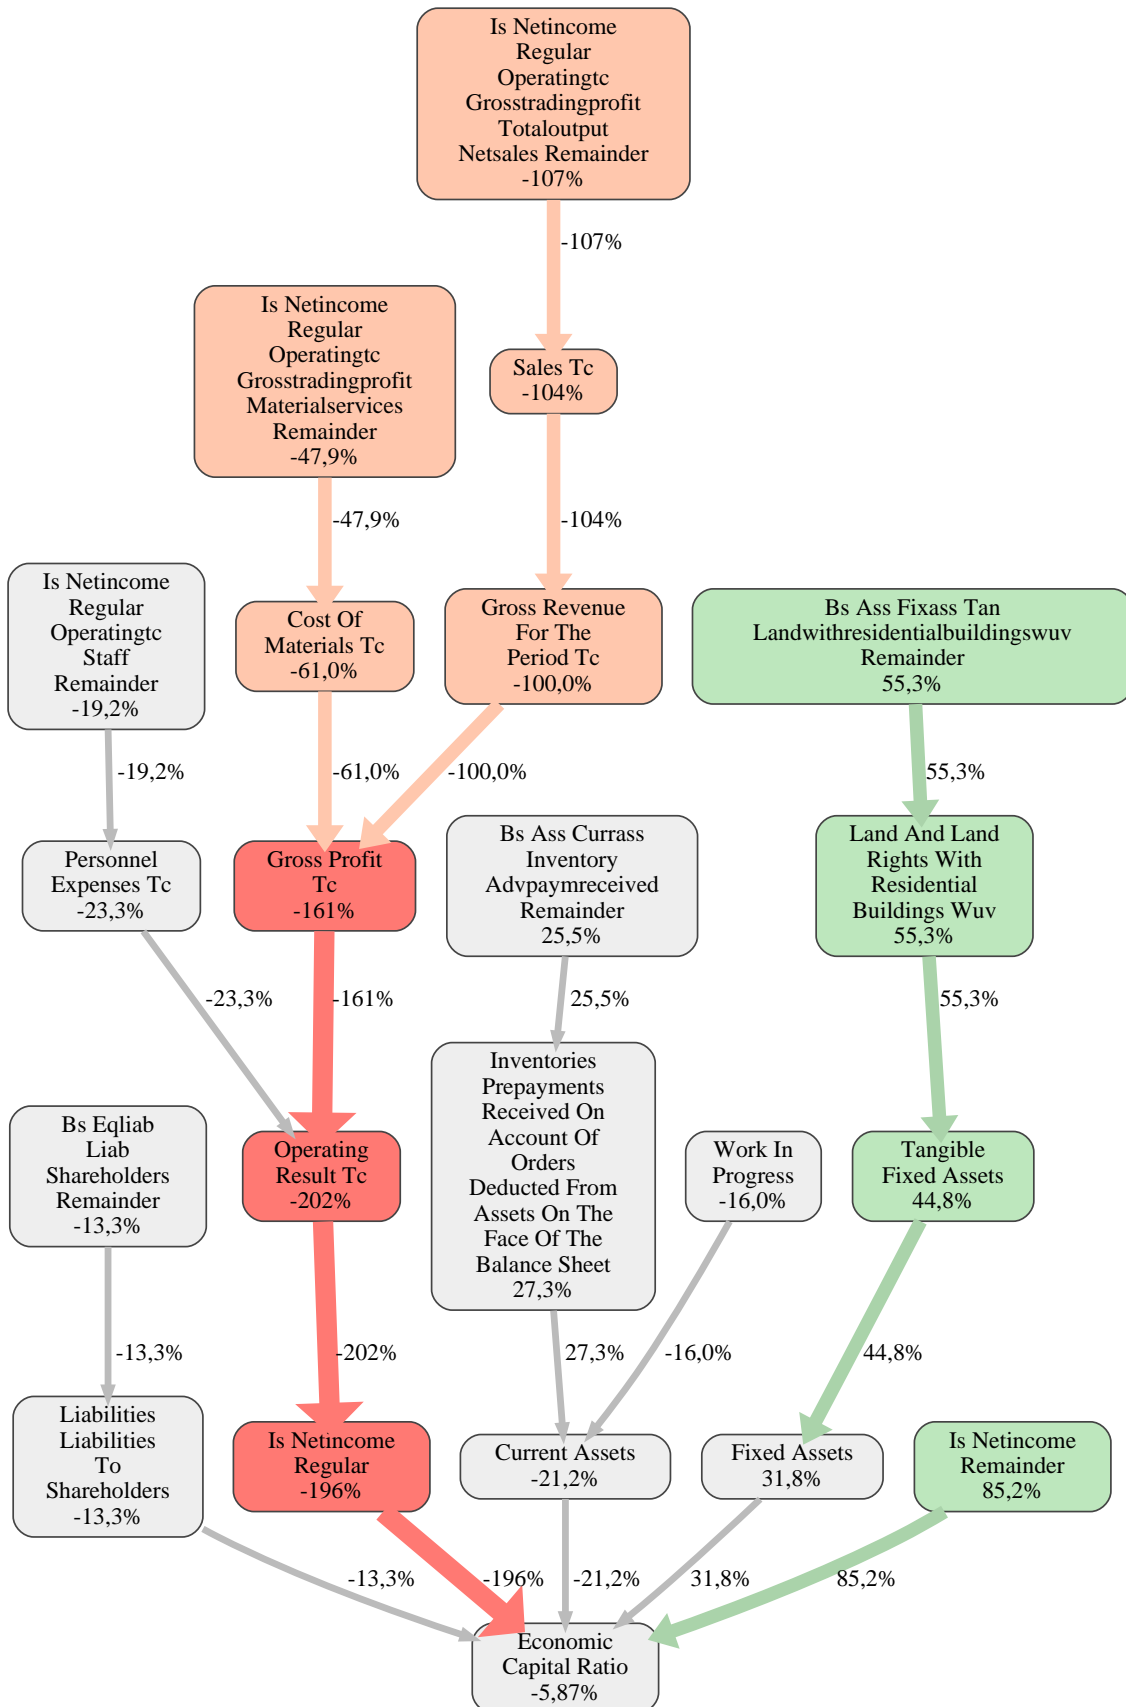 Is Netincome
Regular
Operatingtc
Grosstradingprofit
Totaloutput
Netsales Remainder
-107%
-107%
Is Netincome
Regular
Operatingtc
Grosstradingprofit
Materialservices
Remainder
-47,9%
Sales Tc
-104%
-47,9%
-104%
Is Netincome
Regular
Operatingtc
Staff
Remainder
-19,2%
Cost Of
Materials Tc
-61,0%
Gross Revenue
For The
Period Tc
-100,0%
Bs Ass Fixass Tan
Landwithresidentialbuildingswuv
Remainder
55,3%
-19,2%
-61,0%
-100,0%
55,3%
Personnel
Expenses Tc
-23,3%
Gross Profit
Tc
-161%
Bs Ass Currass
Inventory
Advpaymreceived
Remainder
25,5%
Land And Land
Rights With
Residential
Buildings Wuv
55,3%
-23,3%
-161%
25,5%
55,3%
Bs Eqliab
Liab
Shareholders
Remainder
-13,3%
Operating
Result Tc
-202%
Inventories
Prepayments
Received On
Account Of
Orders
Deducted From
Assets On The
Face Of The
Balance Sheet
27,3%
Work In
Progress
-16,0%
Tangible
Fixed Assets
44,8%
-13,3%
-202%
27,3%
-16,0%
44,8%
Liabilities
Liabilities
To
Shareholders
-13,3%
Is Netincome
Regular
-196%
Current Assets
-21,2%
Fixed Assets
31,8%
Is Netincome
Remainder
85,2%
-13,3%
-196%
-21,2%
31,8%
85,2%
Economic
Capital Ratio
-5,87%